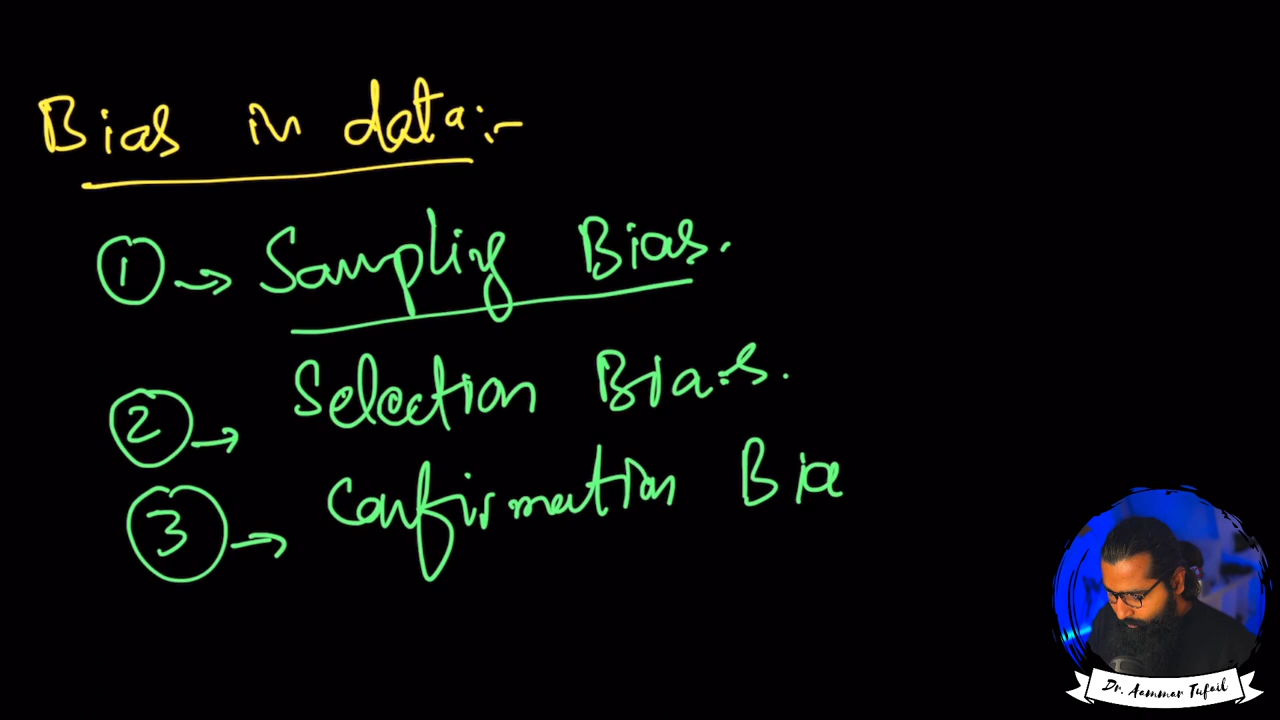 Bias in data:-
1 → Sampling Bias.
2 → Selection Bias.
3 → Confirmation Bia
Dr. Aammar Tufail